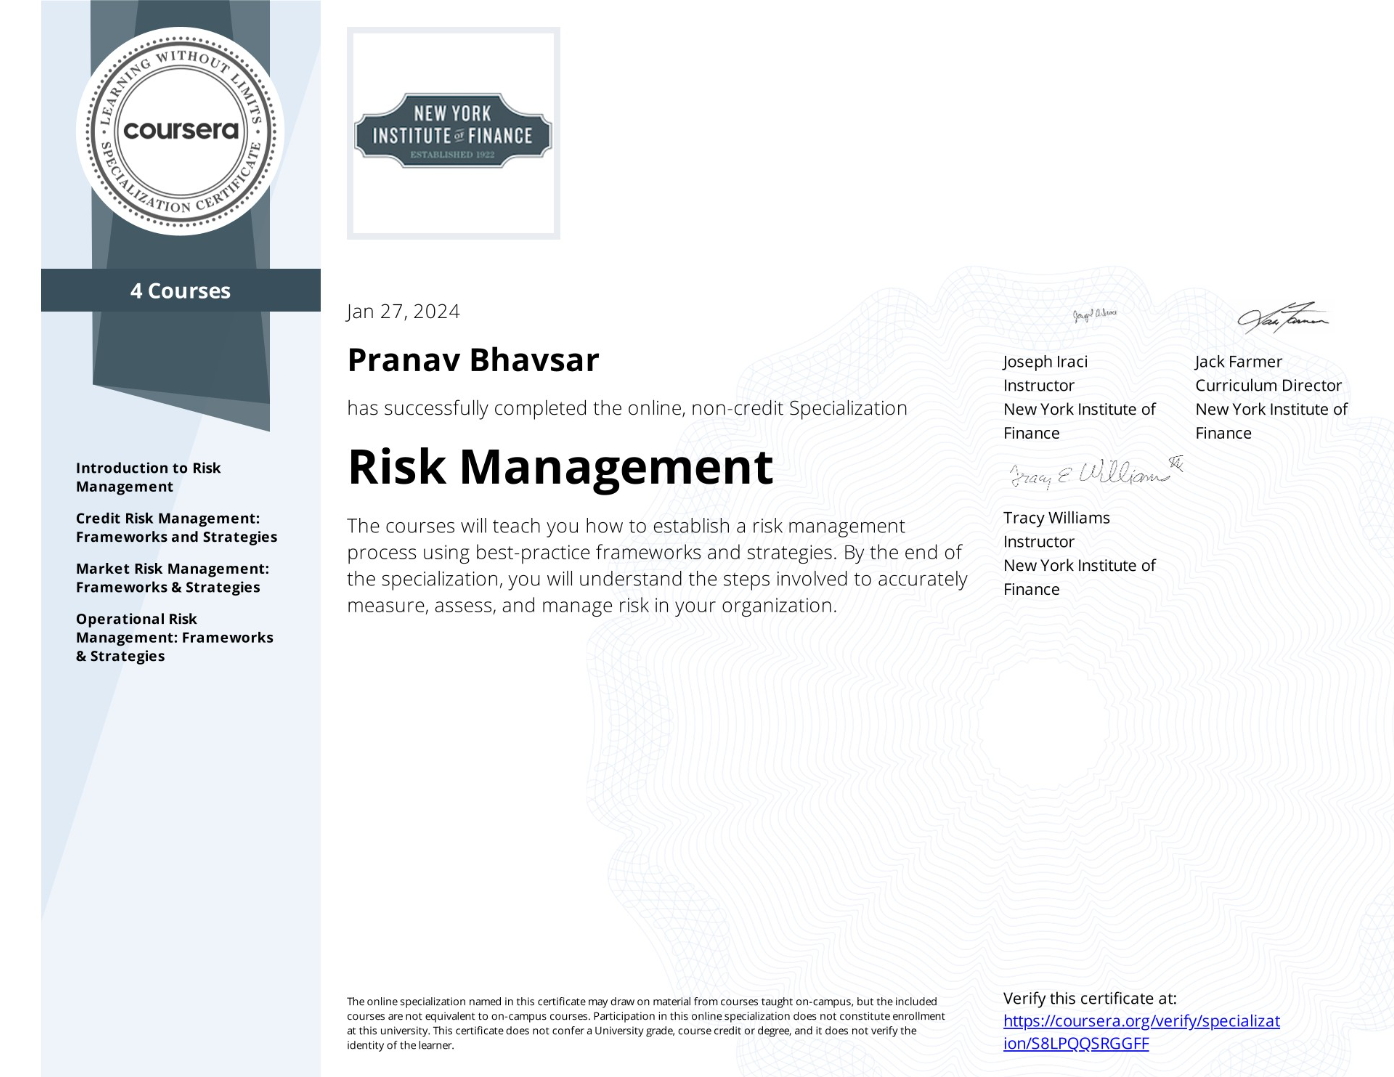 LEARNING WITHOUT LIMITS
coursera
SPECIALIZATION CERTIFICATE
4 Courses
Introduction to Risk
Management
Credit Risk Management:
Frameworks and Strategies
Market Risk Management:
Frameworks & Strategies
Operational Risk
Management: Frameworks
& Strategies
NEW YORK
INSTITUTE OF FINANCE
ESTABLISHED 1922
Jan 27, 2024
Pranav Bhavsar
has successfully completed the online, non-credit Specialization
Risk Management
The courses will teach you how to establish a risk management
process using best-practice frameworks and strategies. By the end of
the specialization, you will understand the steps involved to accurately
measure, assess, and manage risk in your organization.
Joseph Iraci
Instructor
New York Institute of
Finance
Jack Farmer
Curriculum Director
New York Institute of
Finance
Tracy E Williams
Tracy Williams
Instructor
New York Institute of
Finance
The online specialization named in this certificate may draw on material from courses taught on-campus, but the included
courses are not equivalent to on-campus courses. Participation in this online specialization does not constitute enrollment
at this university. This certificate does not confer a University grade, course credit or degree, and it does not verify the
identity of the learner.
Verify this certificate at:
https://coursera.org/verify/specializat
ion/S8LPQQSRGGFF